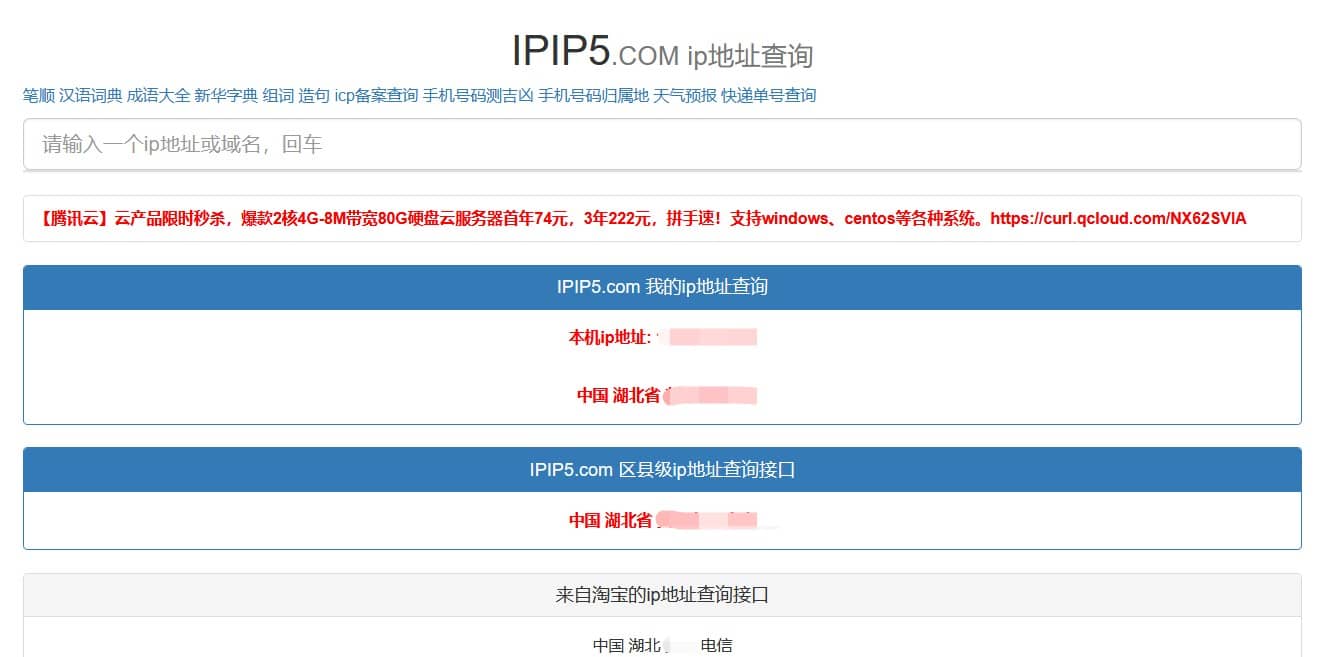 IPIP5.COM ip地址查询
笔顺 汉语词典 成语大全 新华字典 组词 造句 icp备案查询 手机号码测吉凶 手机号码归属地 天气预报 快递单号查询
请输入一个ip地址或域名，回车
【腾讯云】云产品限时秒杀，爆款2核4G-8M带宽80G硬盘云服务器首年74元，3年222元，拼手速！支持windows、centos等各种系统。https://curl.qcloud.com/NX62SVIA
IPIP5.com 我的ip地址查询
本机ip地址:
中国 湖北省
IPIP5.com 区县级ip地址查询接口
中国 湖北省
来自淘宝的ip地址查询接口
中国 湖北 电信